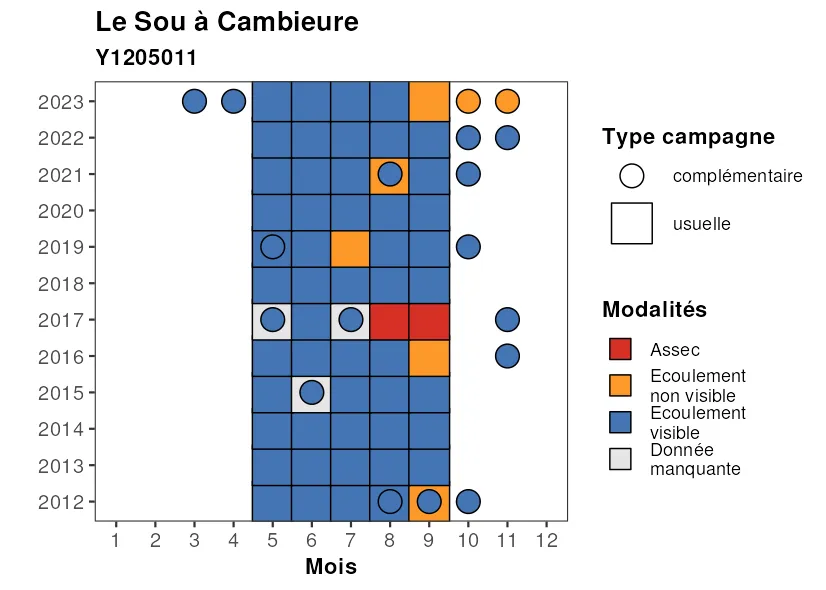 Le Sou à Cambieure
Y1205011
2023
2022
2021
2020
2019
2018
2017
2016
2015
2014
2013
2012
1 2 3 4 5 6 7 8 9 10 11 12
Mois
Type campagne
complémentaire
usuelle
Modalités
Assec
Ecoulement
non visible
Ecoulement
visible
Donnée
manquante